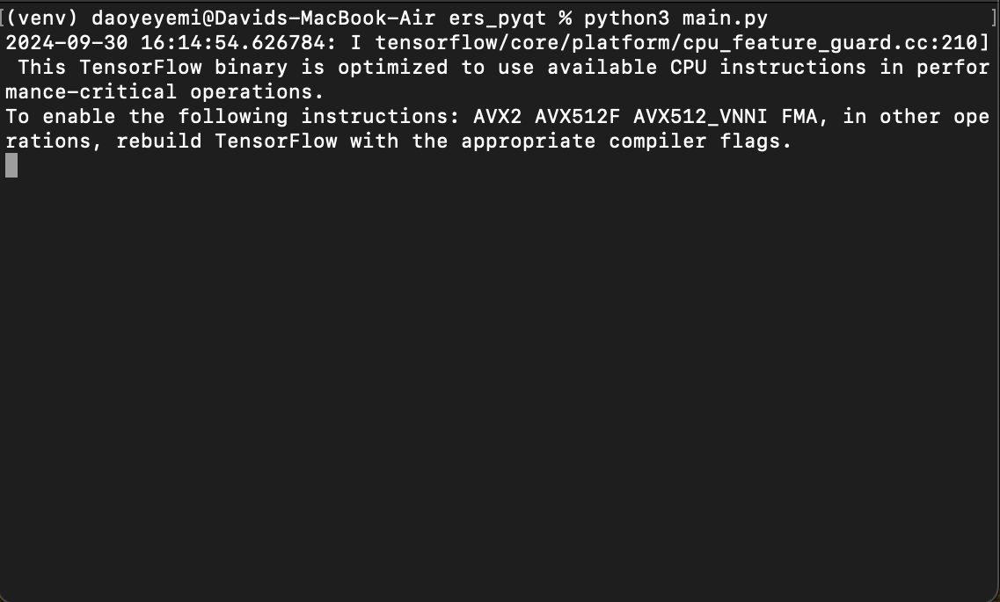 (venv) daoyeyemi@Davids-MacBook-Air ers_pyqt % python3 main.py
2024-09-30 16:14:54.626784: I tensorflow/core/platform/cpu_feature_guard.cc:210]
 This TensorFlow binary is optimized to use available CPU instructions in perfor
mance-critical operations.
To enable the following instructions: AVX2 AVX512F AVX512_VNNI FMA, in other ope
rations, rebuild TensorFlow with the appropriate compiler flags.